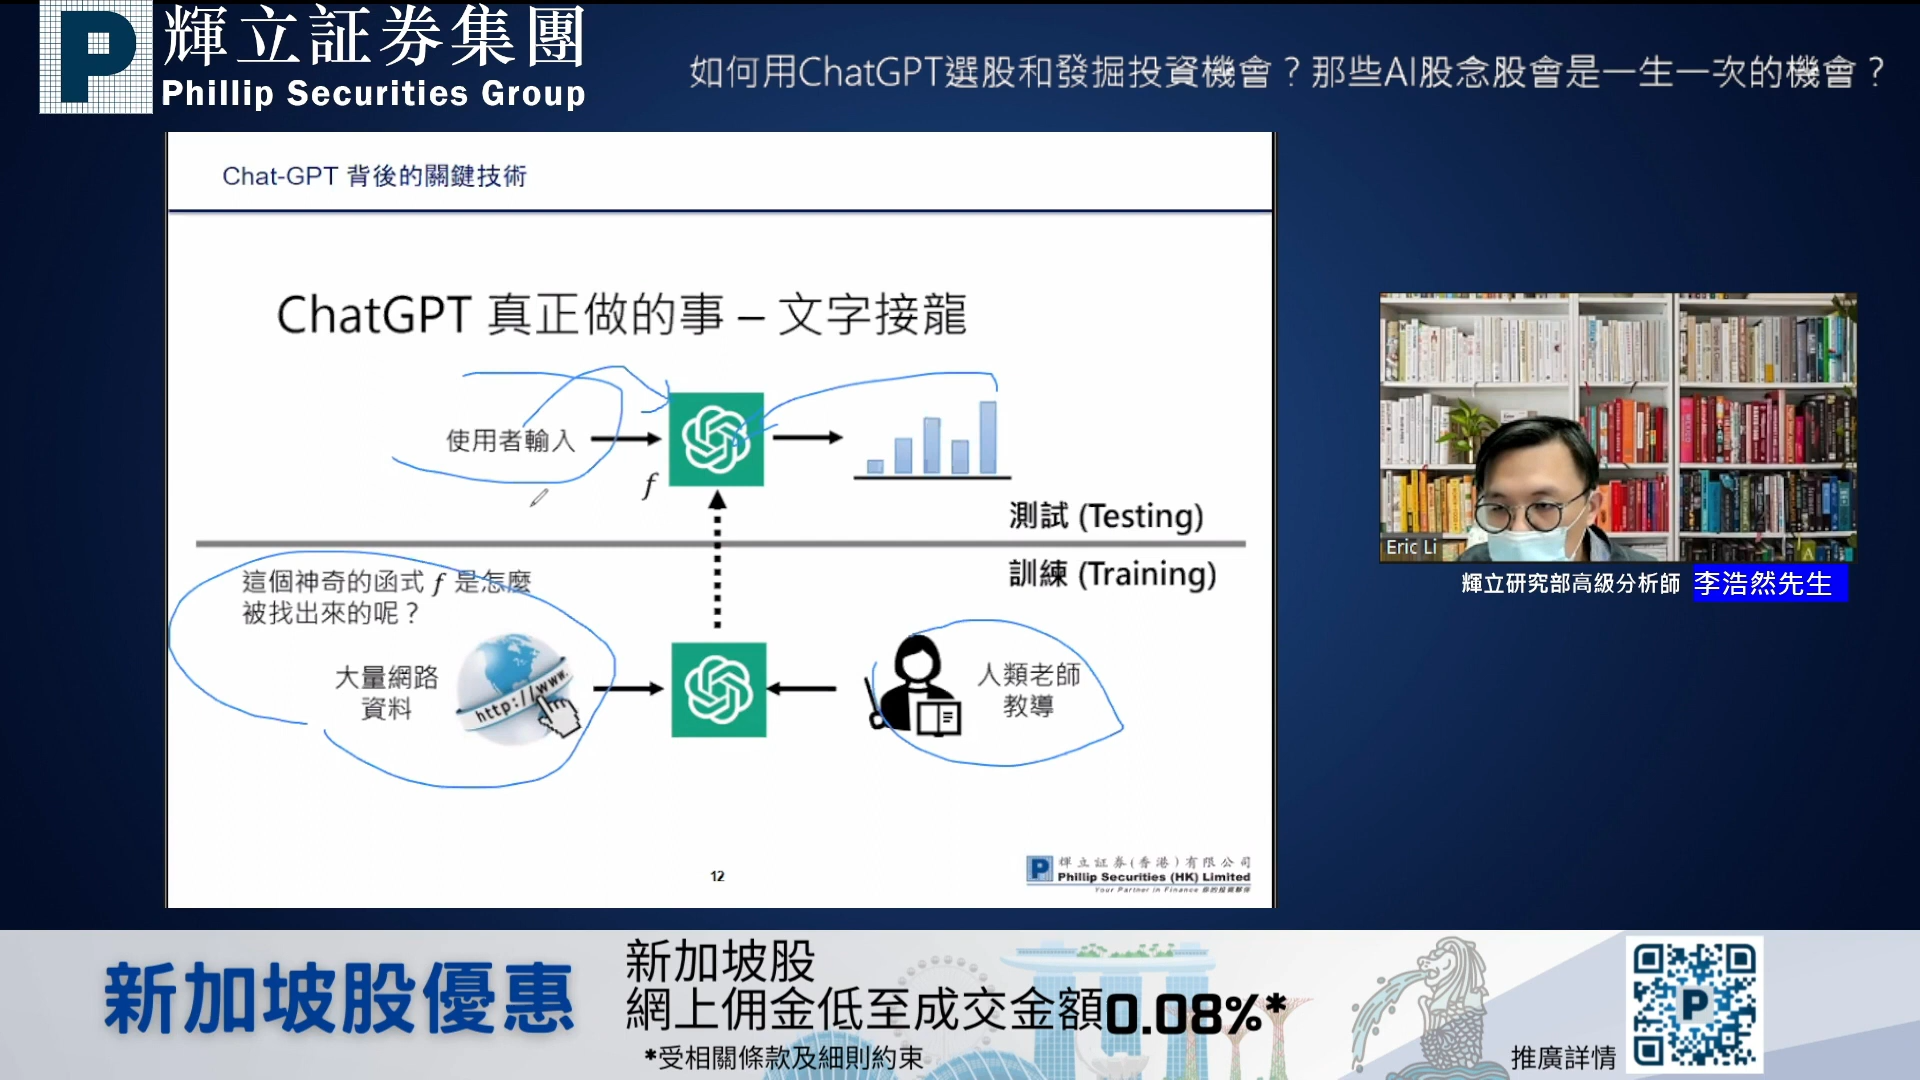 輝立証券集團
Phillip Securities Group
如何用ChatGPT選股和發掘投資機會？那些AI股念股會是一生一次的機會？
Chat-GPT 背後的關鍵技術
ChatGPT 真正做的事 – 文字接龍
使用者輸入
f
測試 (Testing)
訓練 (Training)
這個神奇的函式 f 是怎麼
被找出來的呢？
大量網路
資料
http://www.
人類老師
教導
12
輝立証券(香港)有限公司
Phillip Securities (HK) Limited
Your Partner In Finance 你的投資夥伴
Eric Li
輝立研究部高級分析師 李浩然先生
新加坡股優惠
新加坡股
網上佣金低至成交金額0.08%*
*受相關條款及細則約束
推廣詳情